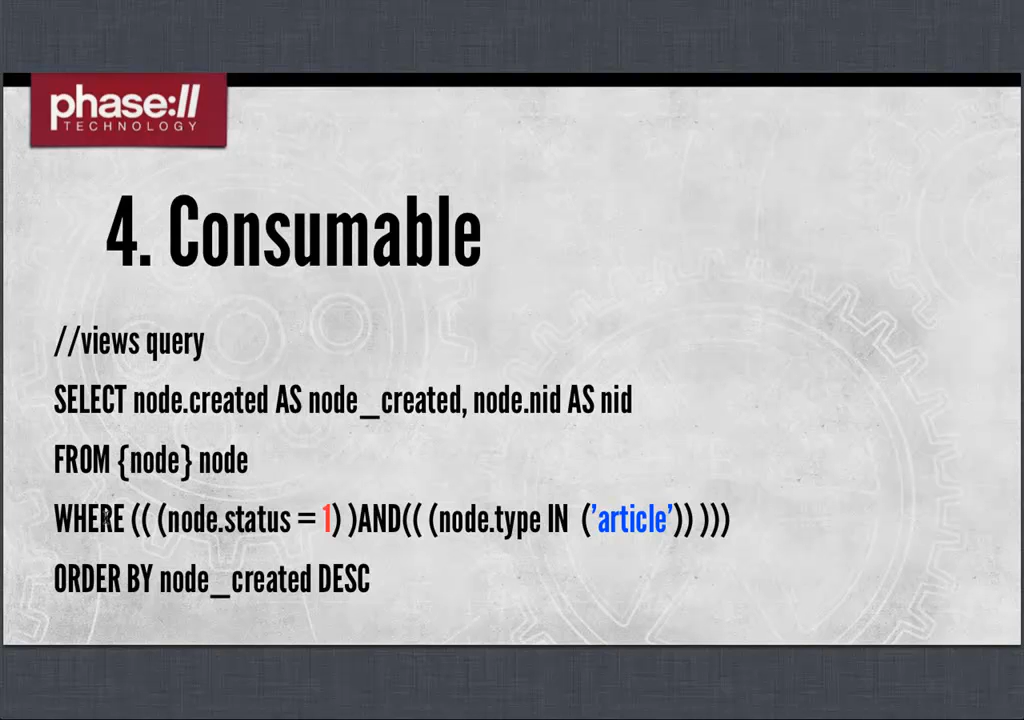 phase://
TECHNOLOGY
4. Consumable
//views query
SELECT node.created AS node_created, node.nid AS nid
FROM {node} node
WHERE (( (node.status = 1) )AND(( (node.type IN  (’article’)) )))
ORDER BY node_created DESC